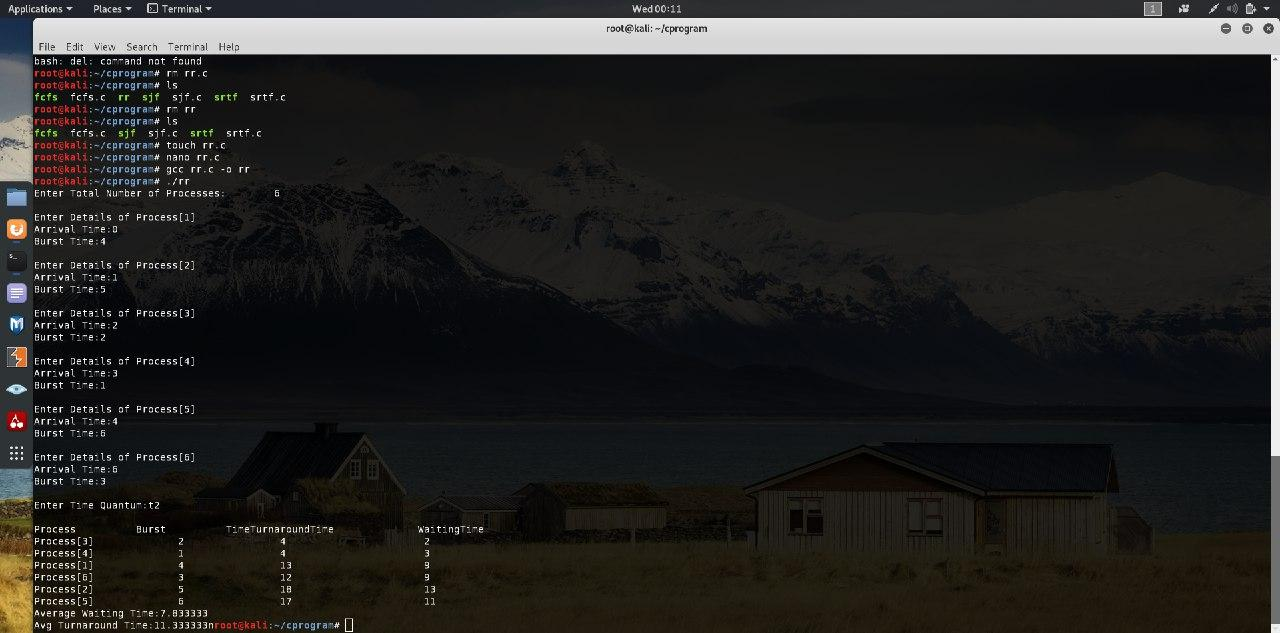 Applications Places Terminal Wed 00:11 1
root@kali: ~/cprogram
File Edit View Search Terminal Help
bash: del: command not found
root@kali:~/cprogram# rm rr.c
root@kali:~/cprogram# ls
fcfs fcfs.c rr sjf sjf.c srtf srtf.c
root@kali:~/cprogram# rm rr
root@kali:~/cprogram# ls
fcfs fcfs.c sjf sjf.c srtf srtf.c
root@kali:~/cprogram# touch rr.c
root@kali:~/cprogram# nano rr.c
root@kali:~/cprogram# gcc rr.c -o rr
root@kali:~/cprogram# ./rr
Enter Total Number of Processes: 6
Enter Details of Process[1]
Arrival Time:0
Burst Time:4
Enter Details of Process[2]
Arrival Time:1
Burst Time:5
Enter Details of Process[3]
Arrival Time:2
Burst Time:2
Enter Details of Process[4]
Arrival Time:3
Burst Time:1
Enter Details of Process[5]
Arrival Time:4
Burst Time:6
Enter Details of Process[6]
Arrival Time:6
Burst Time:3
Enter Time Quantum:t2
Process Burst TimeTurnaroundTime WaitingTime
Process[3] 2 4 2
Process[4] 1 4 3
Process[1] 4 13 9
Process[6] 3 12 9
Process[2] 5 18 13
Process[5] 6 17 11
Average Waiting Time:7.833333
Avg Turnaround Time:11.333333nroot@kali:~/cprogram#